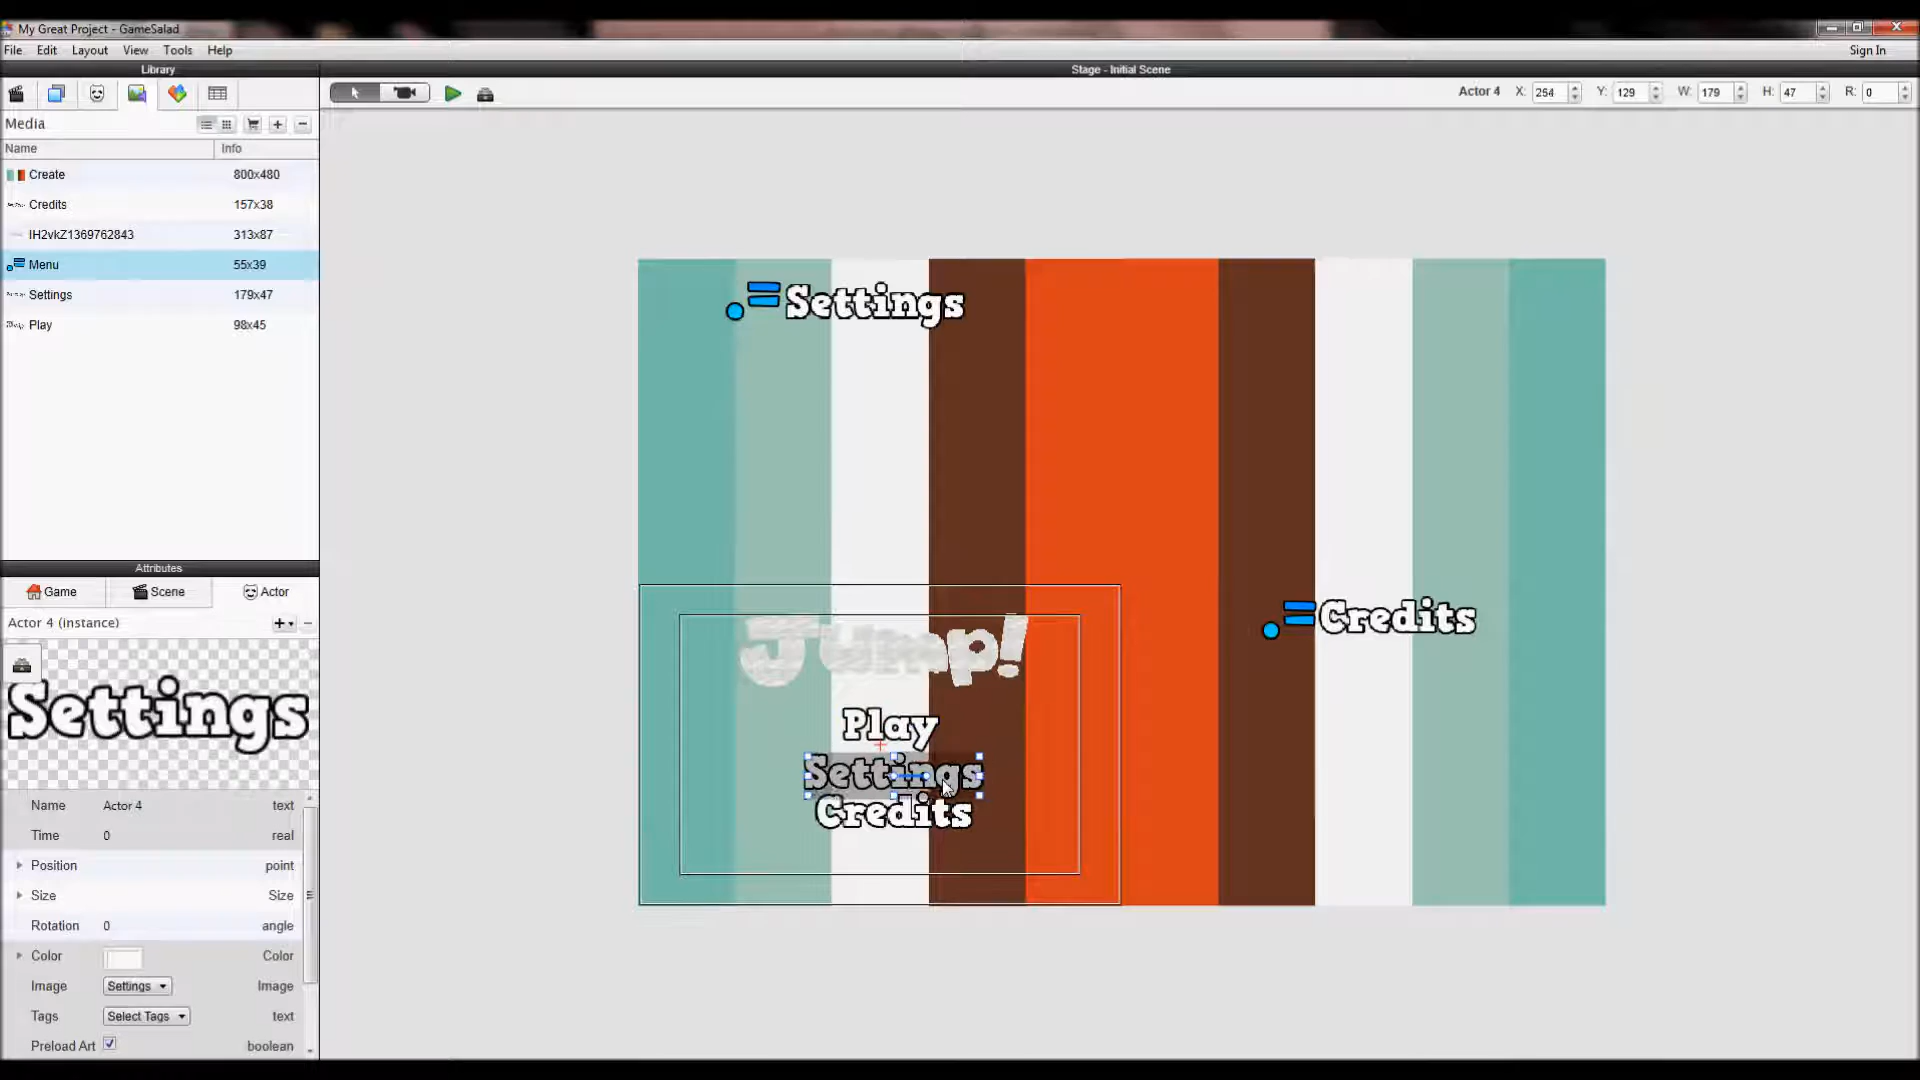 My Great Project - GameSalad
File Edit Layout View Tools Help Sign In
Library Stage - Initial Scene
Actor 4 X: 254 Y: 129 W: 179 H: 47 R: 0
Media
Name Info
Create 800x480
Credits 157x38
IH2vkZ1369762843 313x87
Menu 55x39
Settings 179x47
Play 98x45
Settings
Credits
Jump!
Play
Settings
Credits
Attributes
Game Scene Actor
Actor 4 (instance)
Settings
Name Actor 4 text
Time 0 real
Position point
Size Size
Rotation 0 angle
Color Color
Image Settings Image
Tags Select Tags text
Preload Art boolean